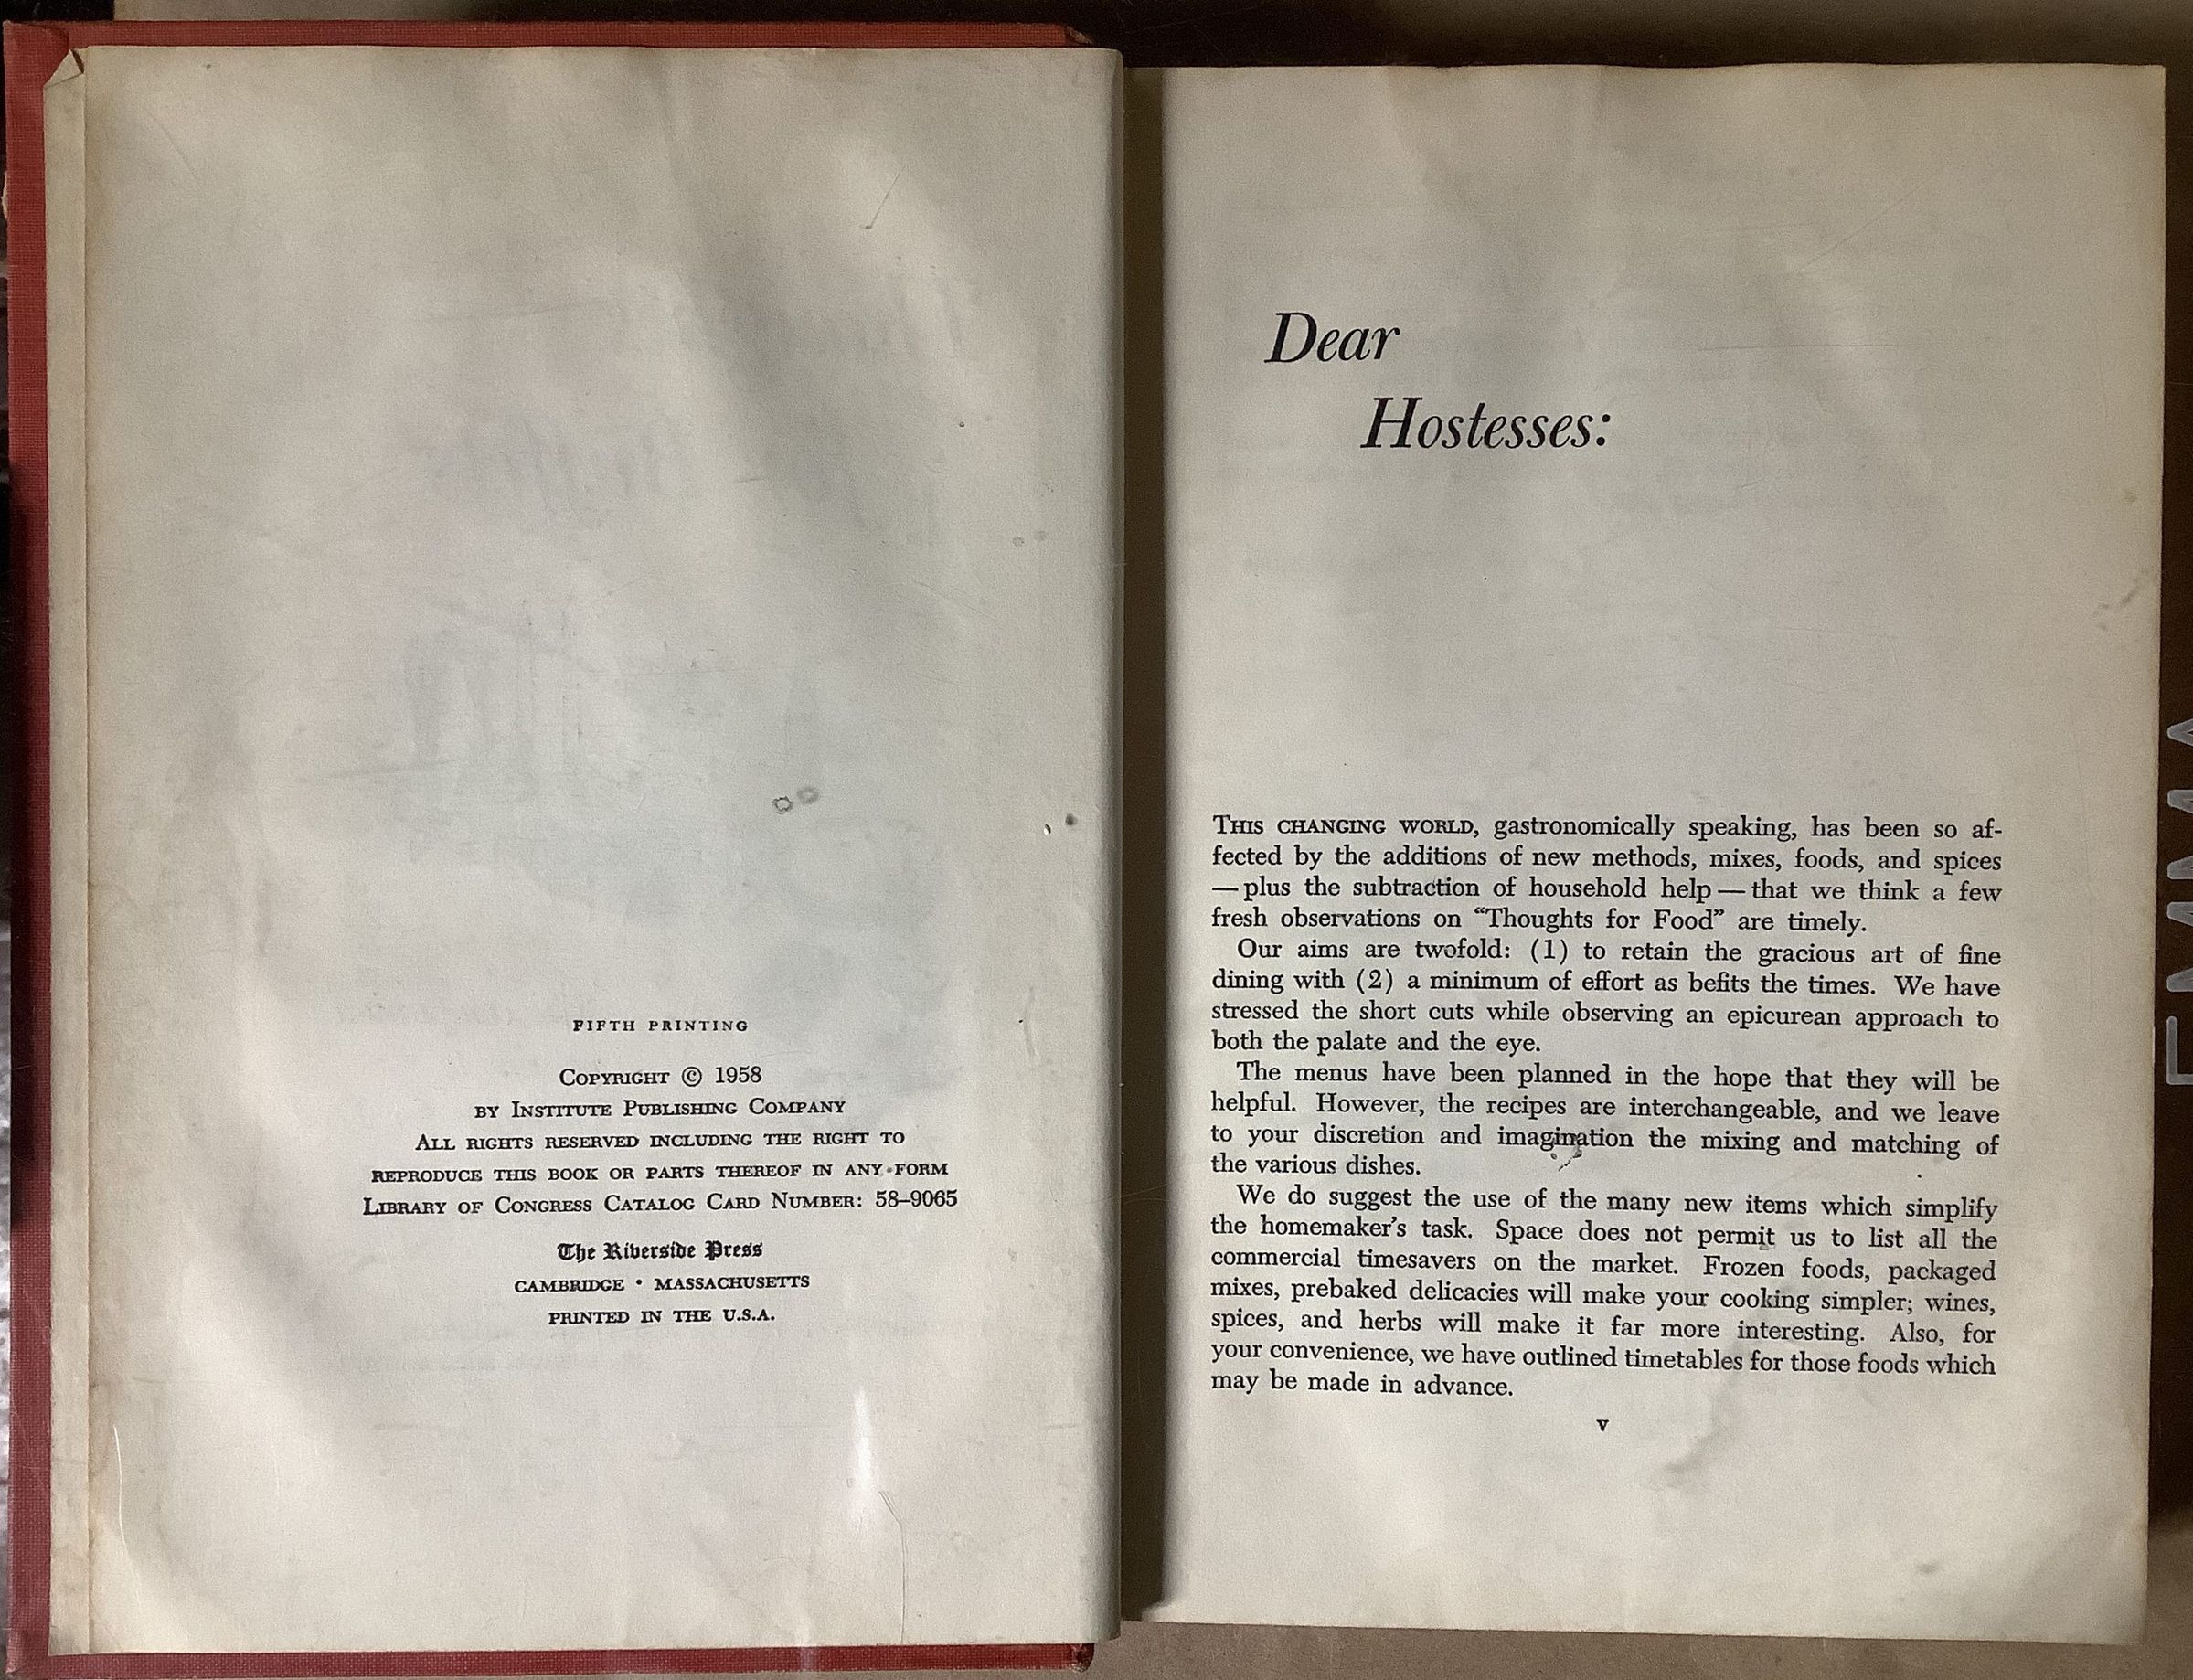 FIFTH PRINTING
COPYRIGHT © 1958
BY INSTITUTE PUBLISHING COMPANY
ALL RIGHTS RESERVED INCLUDING THE RIGHT TO
REPRODUCE THIS BOOK OR PARTS THEREOF IN ANY FORM
LIBRARY OF CONGRESS CATALOG CARD NUMBER: 58–9065
The Riverside Press
CAMBRIDGE • MASSACHUSETTS
PRINTED IN THE U.S.A.
Dear
Hostesses:
THIS CHANGING WORLD, gastronomically speaking, has been so af-
fected by the additions of new methods, mixes, foods, and spices
— plus the subtraction of household help — that we think a few
fresh observations on “Thoughts for Food” are timely.
Our aims are twofold: (1) to retain the gracious art of fine
dining with (2) a minimum of effort as befits the times. We have
stressed the short cuts while observing an epicurean approach to
both the palate and the eye.
The menus have been planned in the hope that they will be
helpful. However, the recipes are interchangeable, and we leave
to your discretion and imagination the mixing and matching of
the various dishes.
We do suggest the use of the many new items which simplify
the homemaker’s task. Space does not permit us to list all the
commercial timesavers on the market. Frozen foods, packaged
mixes, prebaked delicacies will make your cooking simpler; wines,
spices, and herbs will make it far more interesting. Also, for
your convenience, we have outlined timetables for those foods which
may be made in advance.
v